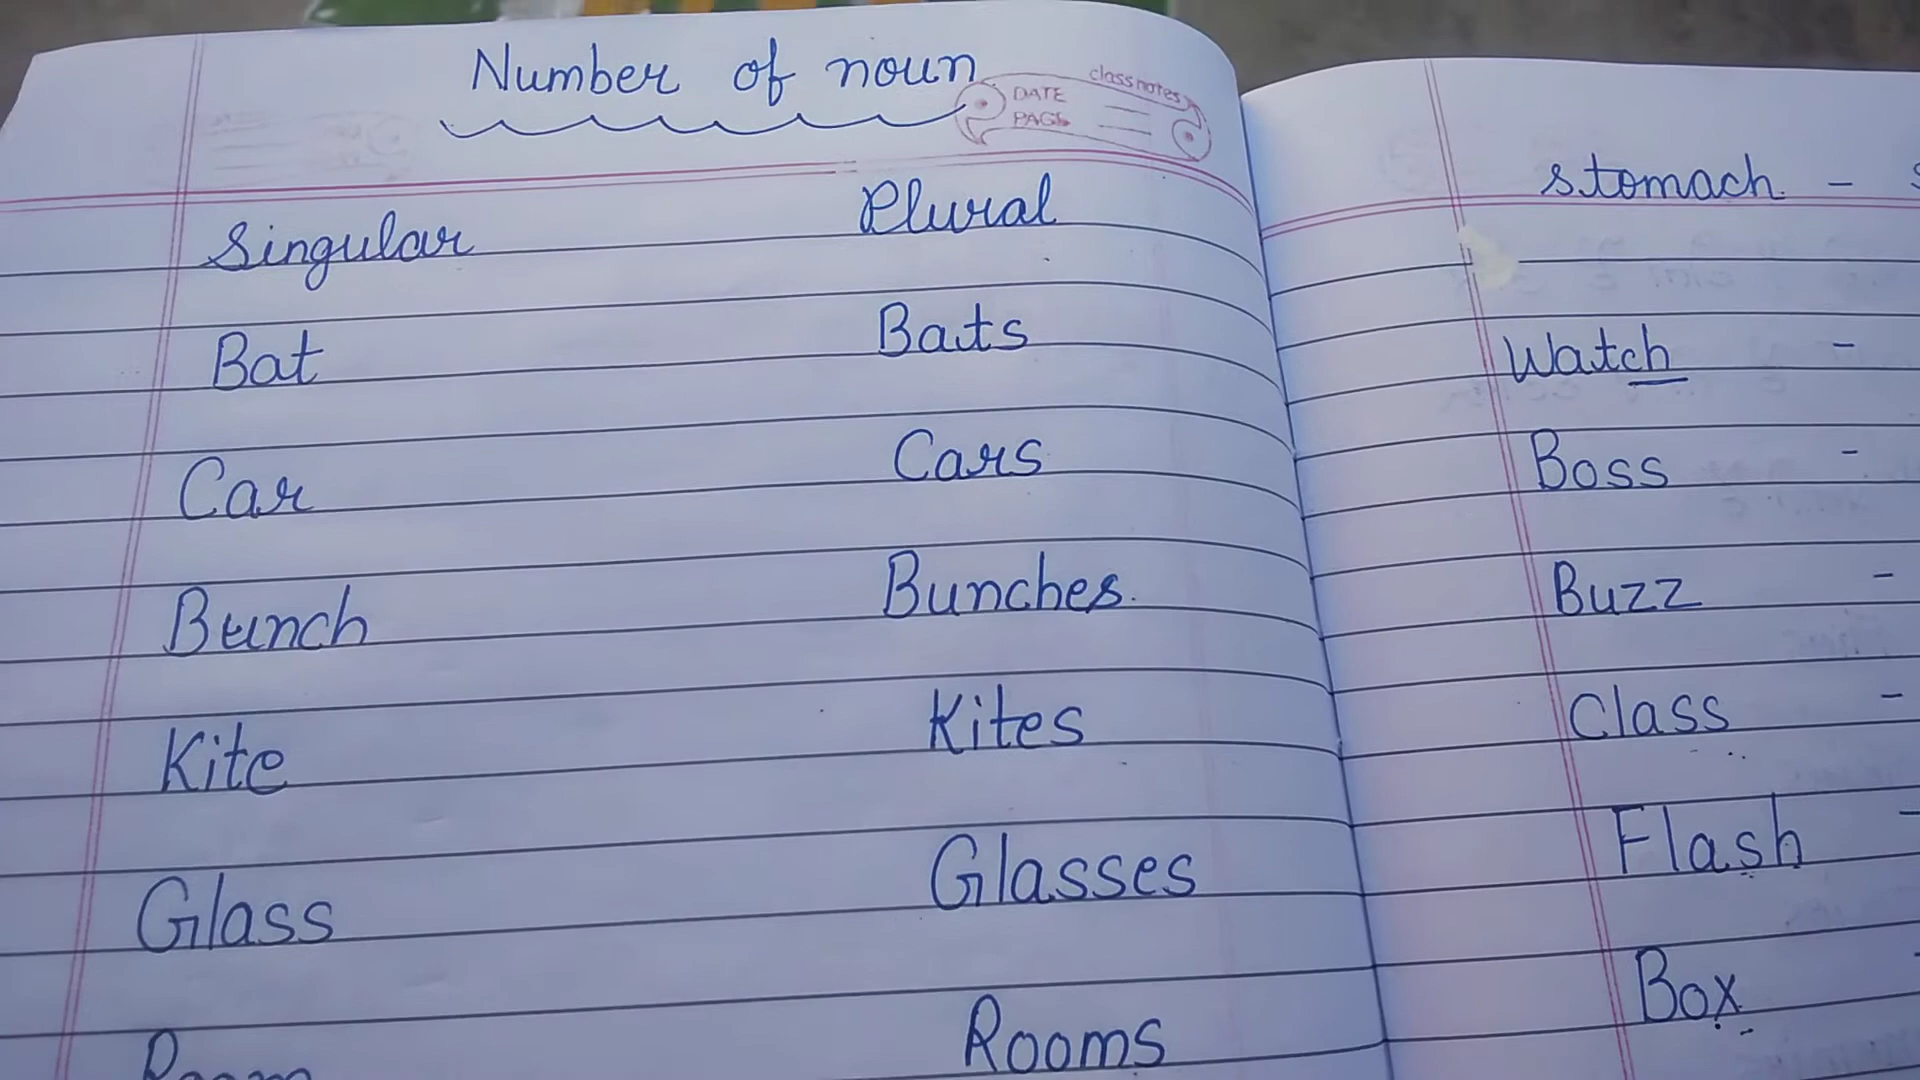 Number of noun
class notes
DATE
PAGE
Singular Plural
Bat Bats
Car Cars
Bunch Bunches.
Kite Kites
Glass Glasses
Room Rooms
stomach -
Watch -
Boss -
Buzz -
Class -
Flash -
Box -